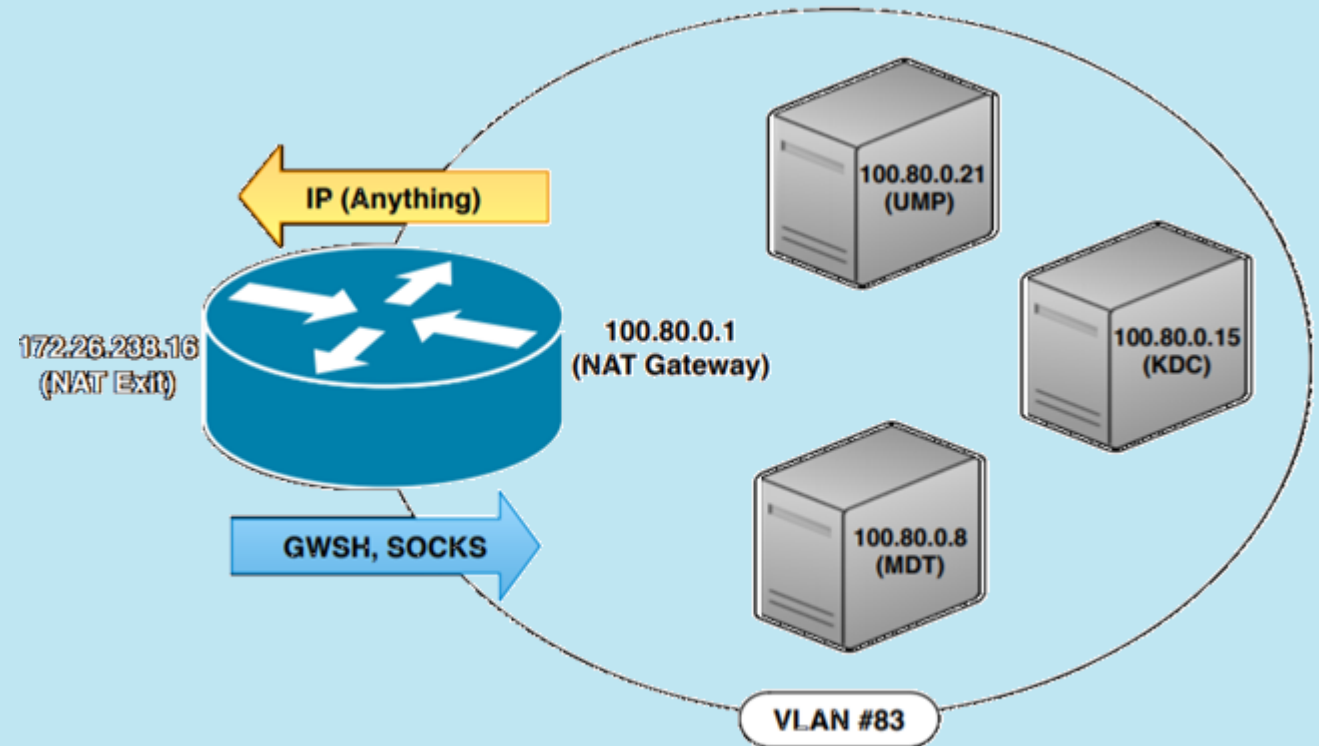 100.80.0.21
(UMP)
IP (Anything)
100.80.0.15
(KDC)
172.26.238.16
(NAT Exit)
100.80.0.1
(NAT Gateway)
GWSH, SOCKS
100.80.0.8
(MDT)
VLAN #83